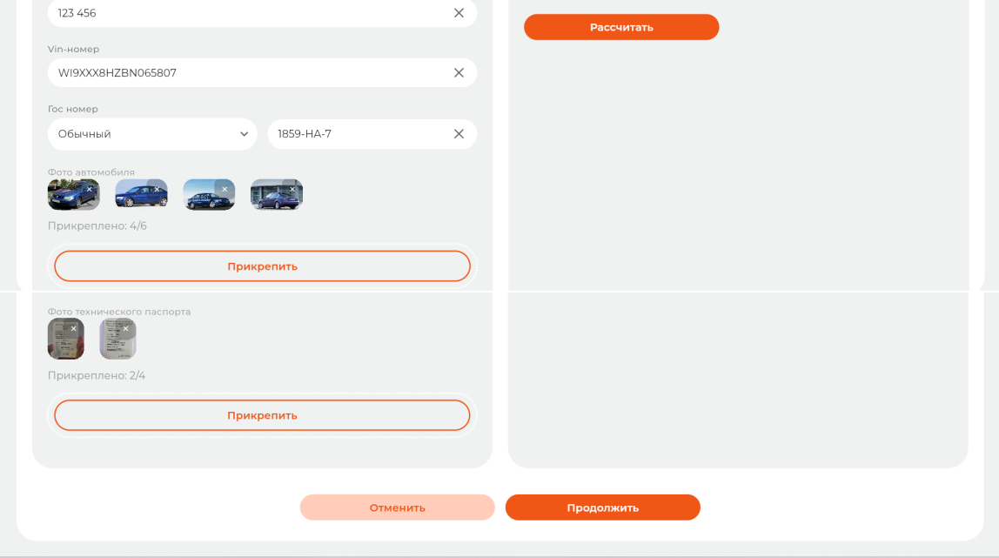 123 456
Рассчитать
Vin-номер
WI9XXX8HZBN065807
Гос номер
Обычный
1859-HA-7
Фото автомобиля
Прикреплено: 4/6
Прикрепить
Фото технического паспорта
Прикреплено: 2/4
Прикрепить
Отменить
Продолжить